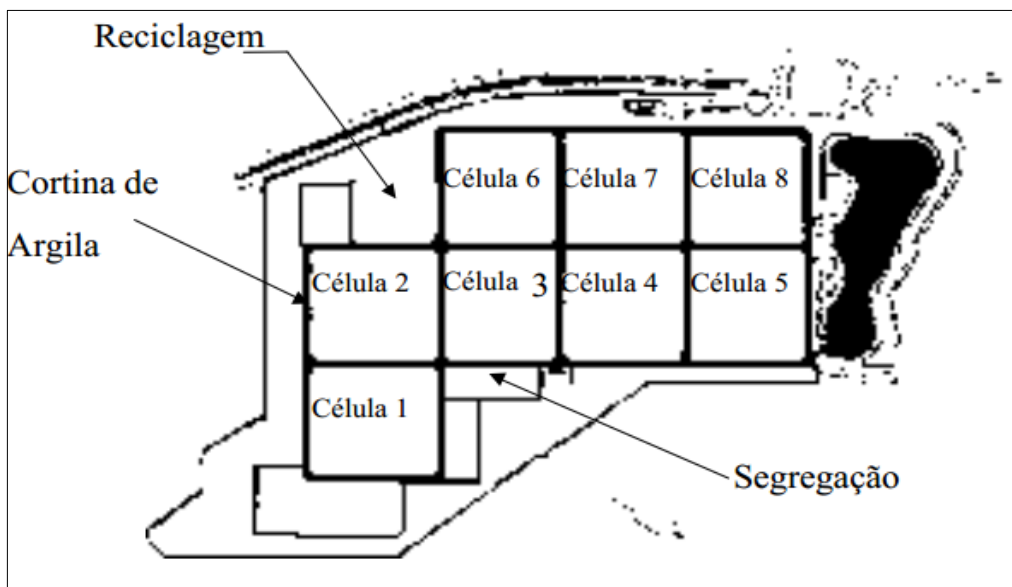 Reciclagem
Célula 6 Célula 7 Célula 8
Cortina de
Argila
Célula 2 Célula 3 Célula 4 Célula 5
Célula 1
Segregação